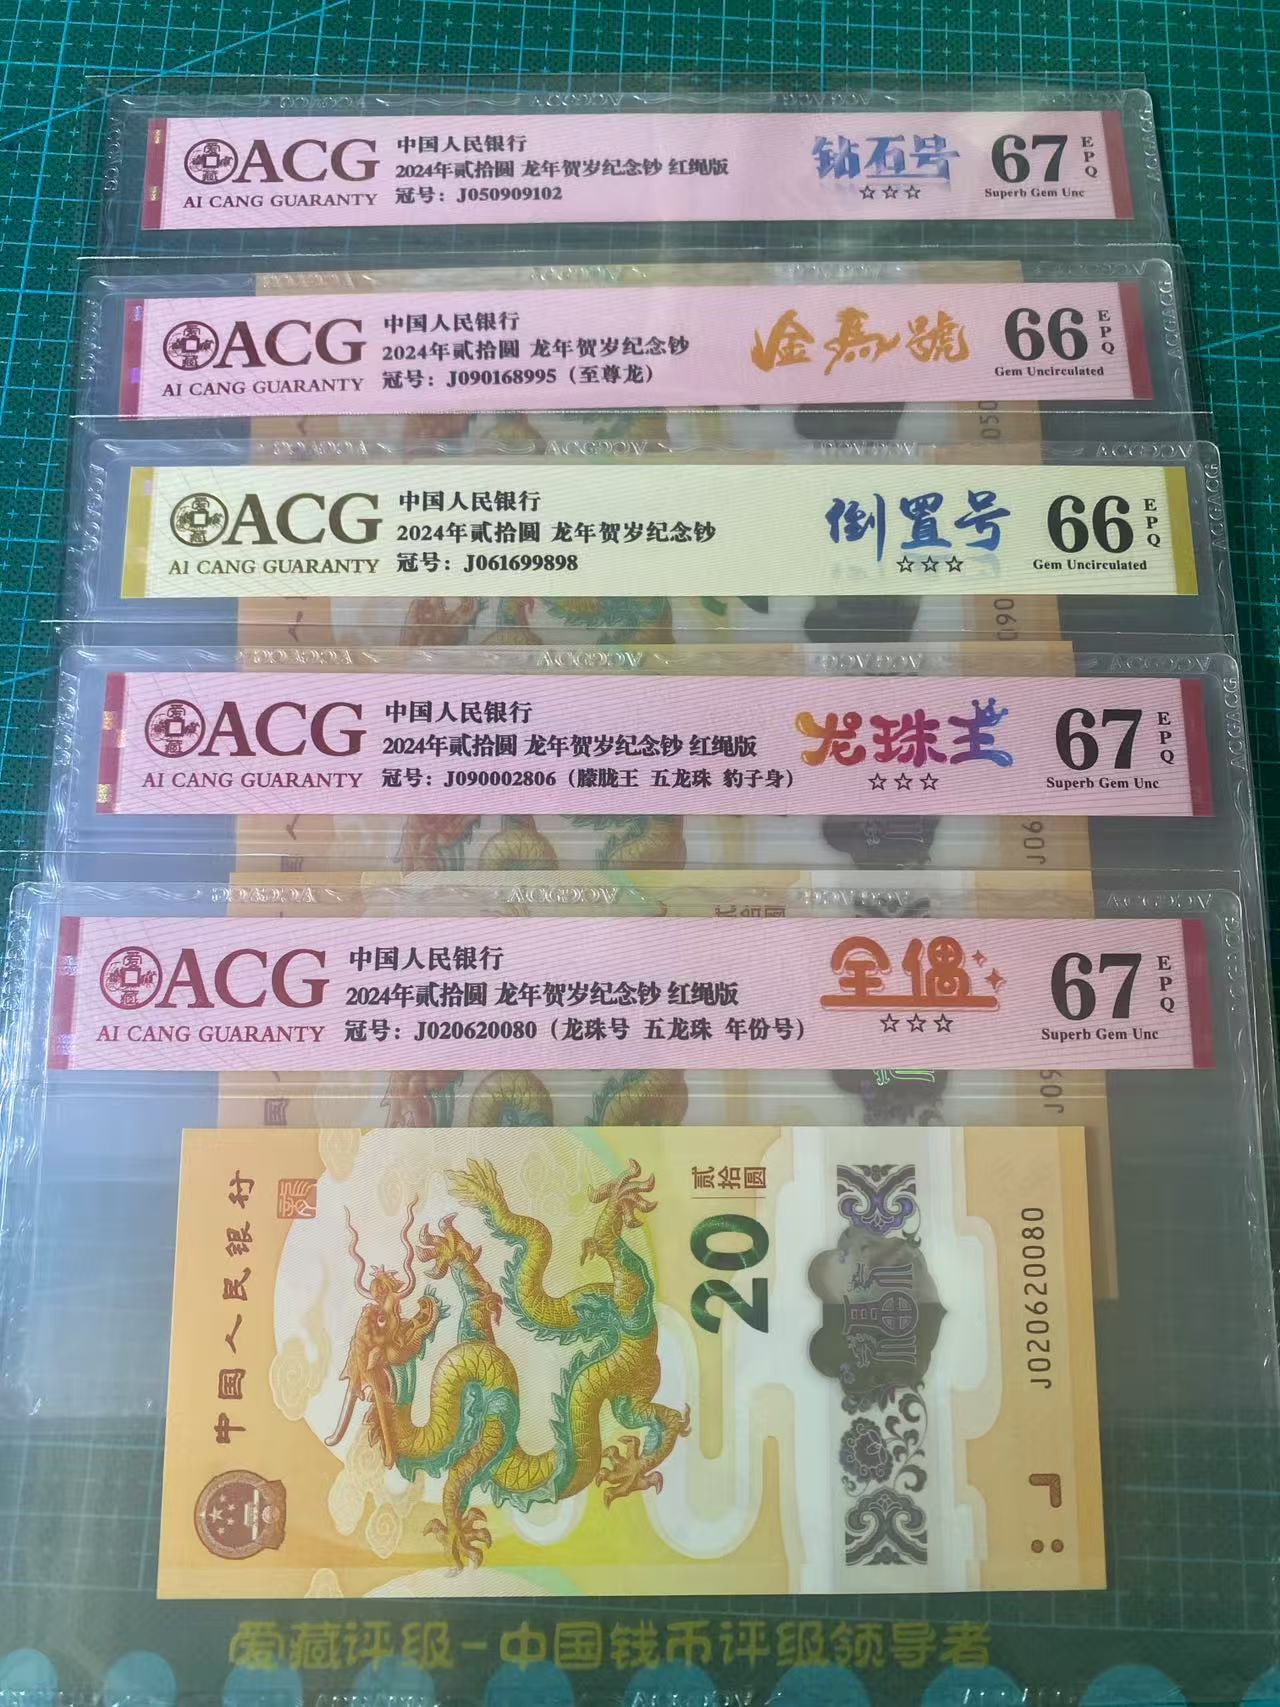 ACG
AI CANG GUARANTY
中国人民银行
2024年贰拾圆 龙年贺岁纪念钞 红绳版
冠号：J050909102
钻石号
☆☆☆
67
EPQ
Superb Gem Unc
ACG
AI CANG GUARANTY
中国人民银行
2024年贰拾圆 龙年贺岁纪念钞
冠号：J090168995（至尊龙）
金馬號
66
EPQ
Gem Uncirculated
ACG
AI CANG GUARANTY
中国人民银行
2024年贰拾圆 龙年贺岁纪念钞
冠号：J061699898
倒置号
☆☆☆
66
EPQ
Gem Uncirculated
ACG
AI CANG GUARANTY
中国人民银行
2024年贰拾圆 龙年贺岁纪念钞 红绳版
冠号：J090002806（朦胧王 五龙珠 豹子身）
龙珠王
☆☆☆
67
EPQ
Superb Gem Unc
ACG
AI CANG GUARANTY
中国人民银行
2024年贰拾圆 龙年贺岁纪念钞 红绳版
冠号：J020620080（龙珠号 五龙珠 年份号）
全偶
☆☆☆
67
EPQ
Superb Gem Unc
中国人民银行
贰拾圆
20
J020620080
爱藏评级-中国钱币评级领导者